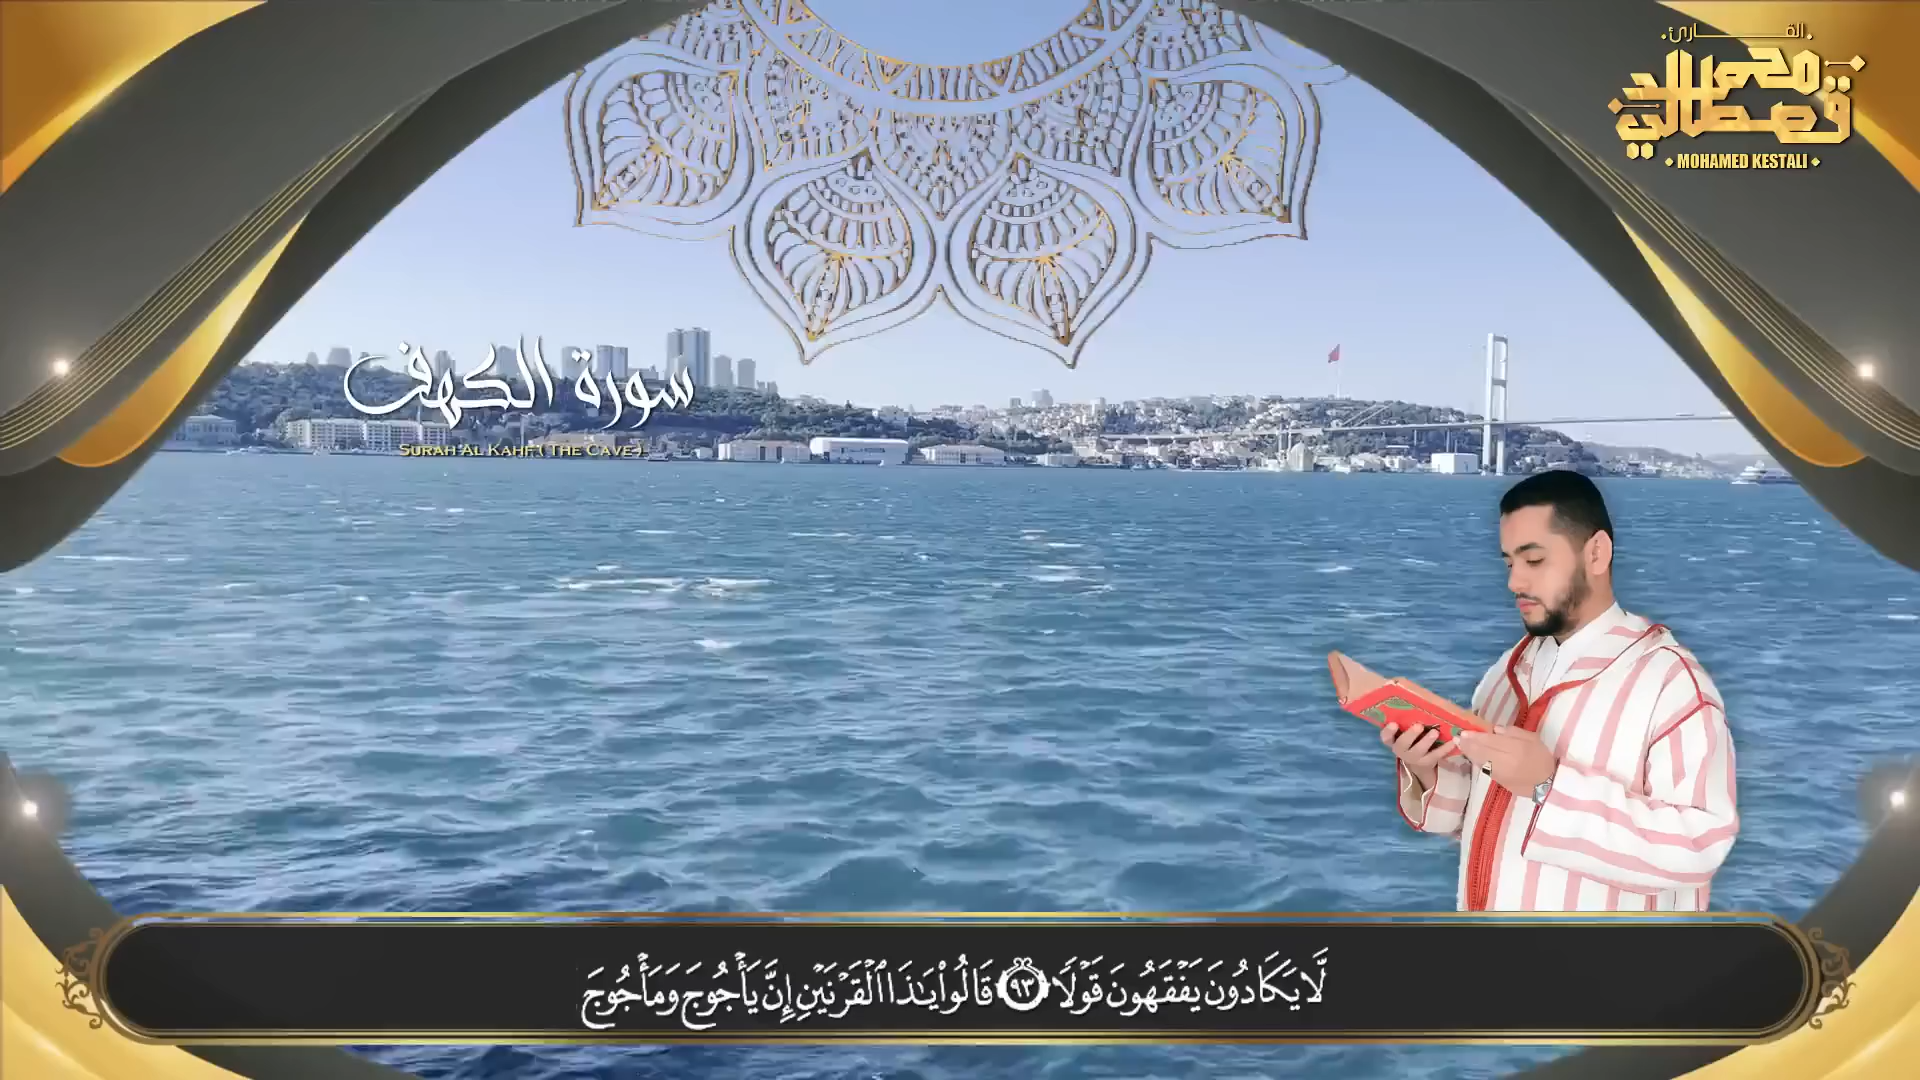 القارئ
محمد
قصطالي
MOHAMED KESTALI
سورة الكهف
SURAH AL KAHF ( THE CAVE )
لَّا يَكَادُونَ يَفْقَهُونَ قَوْلًا ٩٣ قَالُوا۟ يَٰذَا ٱلْقَرْنَيْنِ إِنَّ يَأْجُوجَ وَمَأْجُوجَ